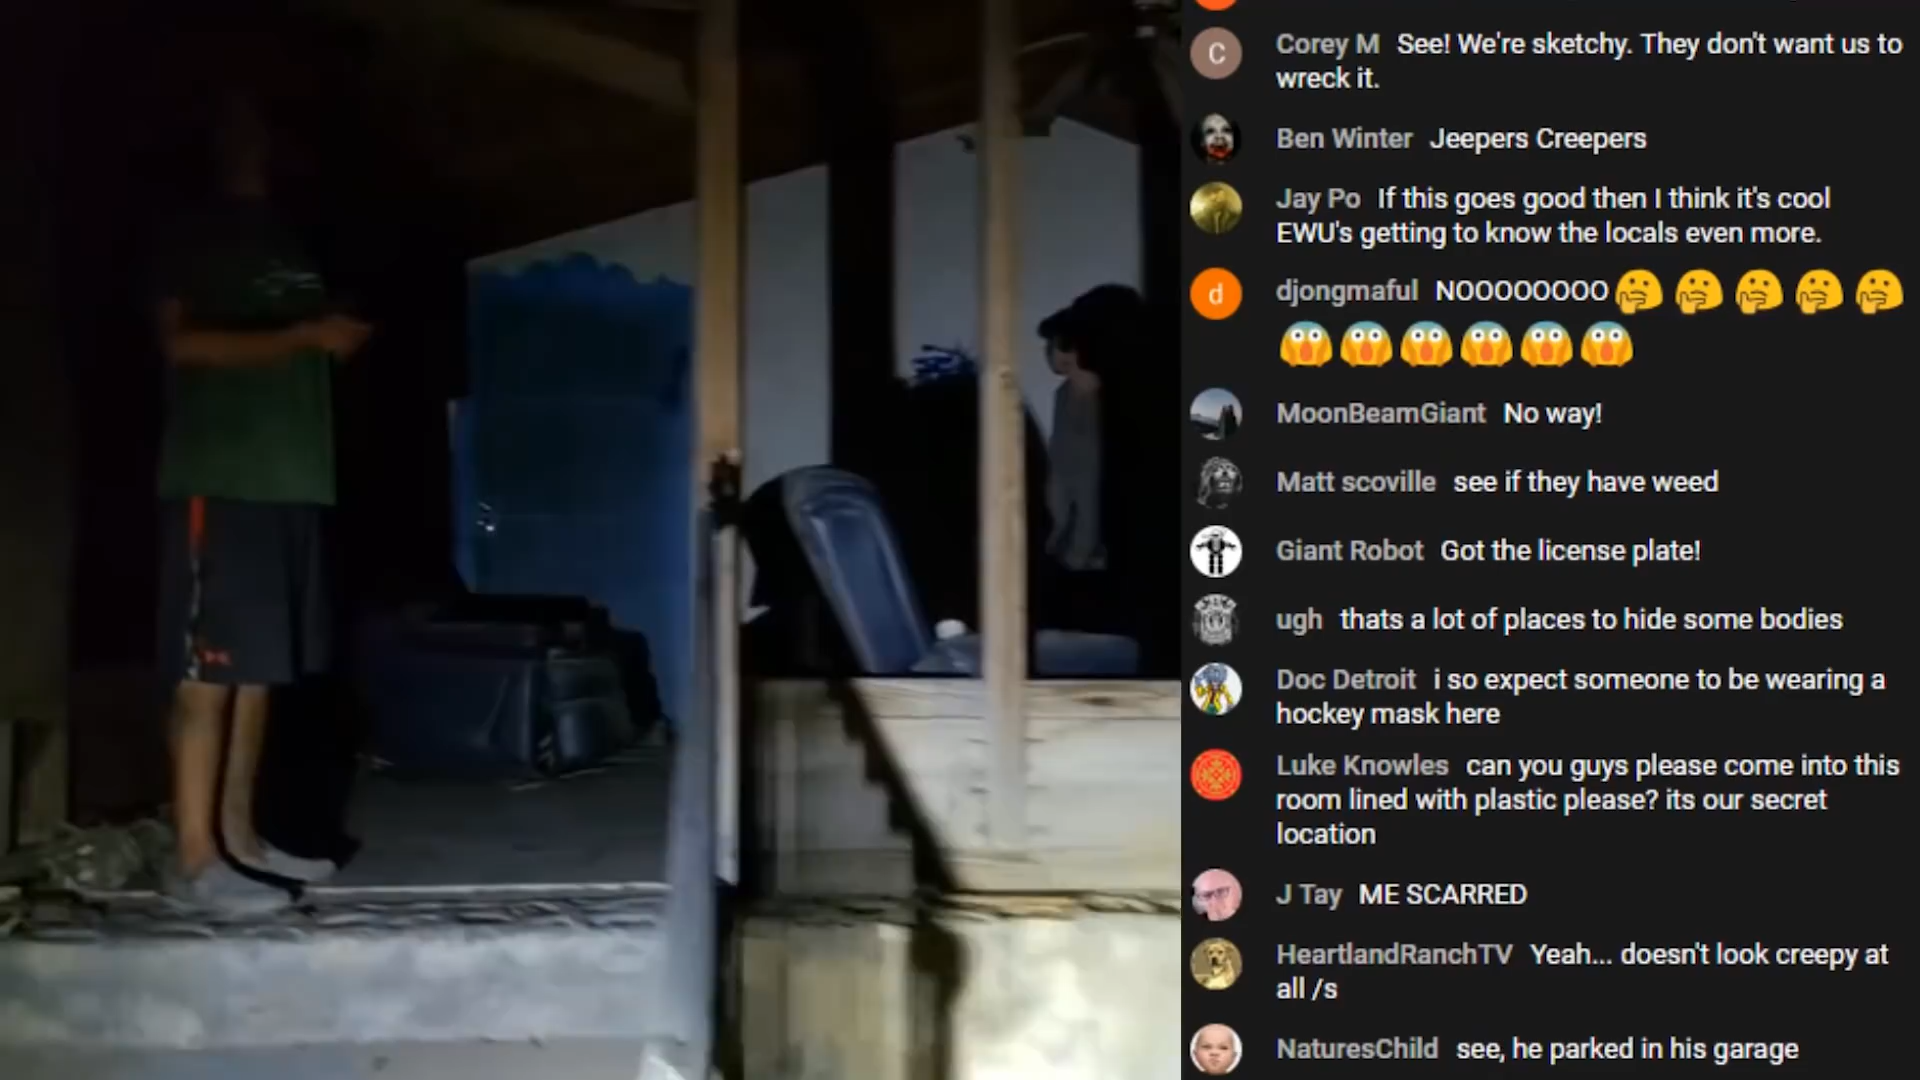 C Corey M See! We're sketchy. They don't want us to
wreck it.
Ben Winter Jeepers Creepers
Jay Po If this goes good then I think it's cool
EWU's getting to know the locals even more.
d djongmaful NOOOOOOOO🤔🤔🤔🤔🤔
😱😱😱😱😱😱
MoonBeamGiant No way!
Matt scoville see if they have weed
Giant Robot Got the license plate!
ugh thats a lot of places to hide some bodies
Doc Detroit i so expect someone to be wearing a
hockey mask here
Luke Knowles can you guys please come into this
room lined with plastic please? its our secret
location
J Tay ME SCARRED
HeartlandRanchTV Yeah... doesn't look creepy at
all /s
NaturesChild see, he parked in his garage